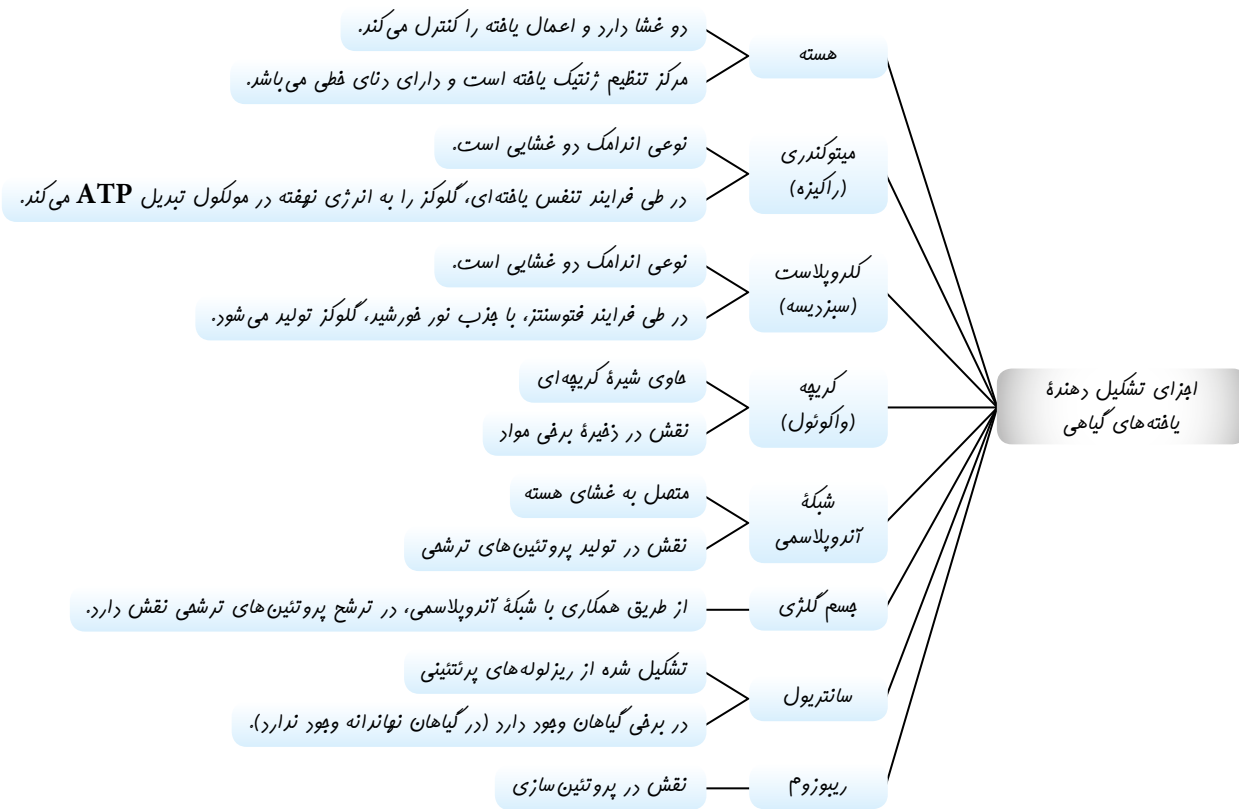 اجزای تشکیل دهندۀ
یاخته‌های گیاهی
هسته
دو غشا دارد و اعمال یاخته را کنترل می‌کند.
مرکز تنظیم ژنتیک یاخته است و دارای دنای خطی می‌باشد.
میتوکندری
(راکیزه)
نوعی اندامک دو غشایی است.
در طی فرایند تنفس یاخته‌ای، گلوکز را به انرژی نهفته در مولکول تبدیل ATP می‌کند.
کلروپلاست
(سبزدیسه)
نوعی اندامک دو غشایی است.
در طی فرایند فتوسنتز، با جذب نور خورشید، گلوکز تولید می‌شود.
کریچه
(واکوئول)
حاوی شیرۀ کریچه‌ای
نقش در ذخیرۀ برخی مواد
شبکۀ
آندوپلاسمی
متصل به غشای هسته
نقش در تولید پروتئین‌های ترشحی
جسم گلژی
از طریق همکاری با شبکۀ آندوپلاسمی، در ترشح پروتئین‌های ترشحی نقش دارد.
سانتریول
تشکیل شده از ریزلوله‌های پرئتئینی
در برخی گیاهان وجود دارد (در گیاهان نهاندانه وجود ندارد).
ریبوزوم
نقش در پروتئین‌سازی